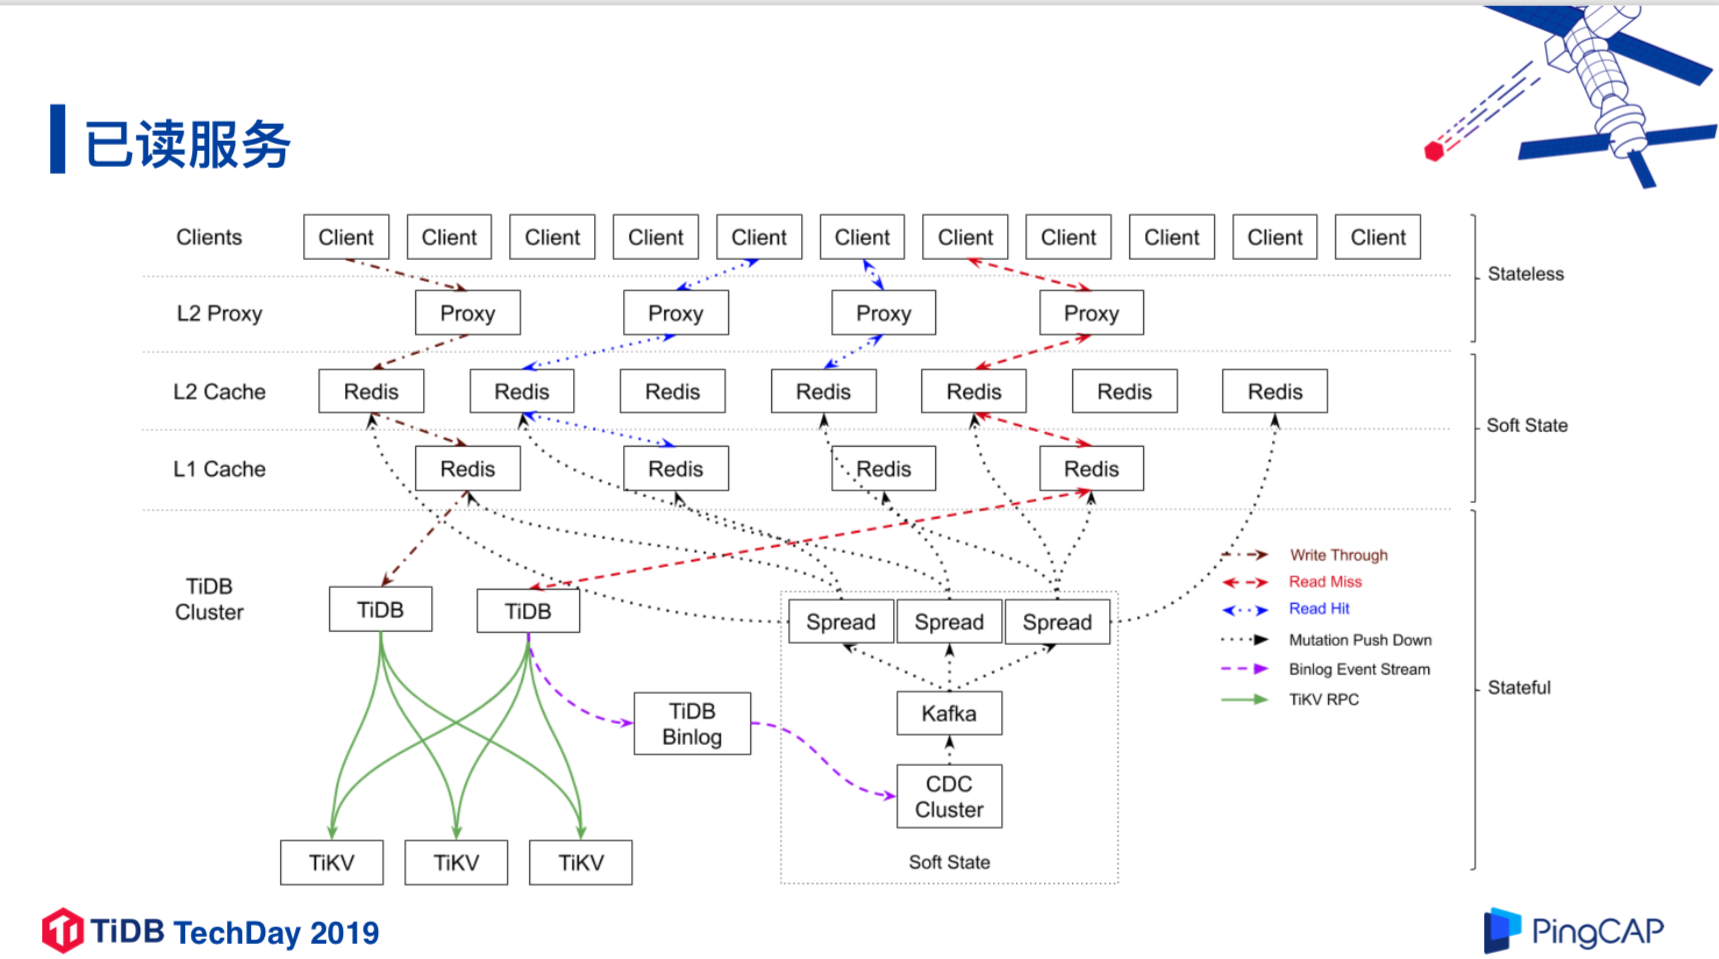 已读服务
Clients
Client
Client
Client
Client
Client
Client
Client
Client
Client
Client
Client
Stateless
L2 Proxy
Proxy
Proxy
Proxy
Proxy
L2 Cache
Redis
Redis
Redis
Redis
Redis
Redis
Redis
Soft State
L1 Cache
Redis
Redis
Redis
Redis
TiDB
Cluster
TiDB
TiDB
Spread
Spread
Spread
Write Through
Read Miss
Read Hit
Mutation Push Down
Binlog Event Stream
TiKV RPC
Stateful
TiDB
Binlog
Kafka
CDC
Cluster
TiKV
TiKV
TiKV
Soft State
TiDB TechDay 2019
PingCAP